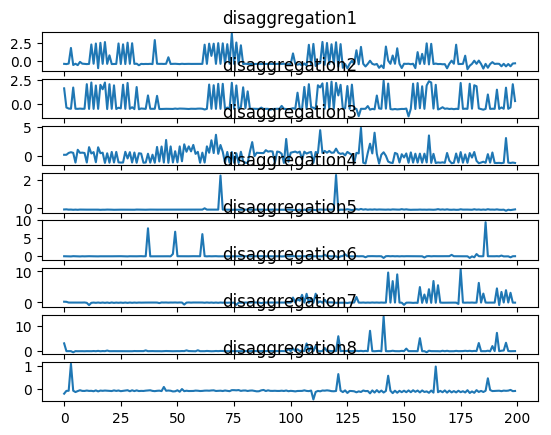 disaggregation1
2.5
0.0
disaggregation2
2.5
0.0
disaggregation3
5
0
disaggregation4
2
0
disaggregation5
10
5
0
disaggregation6
10
0
disaggregation7
10
0
disaggregation8
1
0
0 25 50 75 100 125 150 175 200